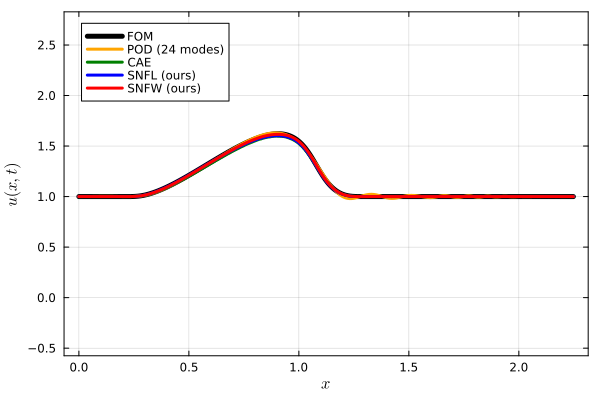 FOM
POD (24 modes)
CAE
SNFL (ours)
SNFW (ours)
2.5
2.0
1.5
1.0
0.5
0.0
−0.5
u(x, t)
0.0 0.5 1.0 1.5 2.0
x